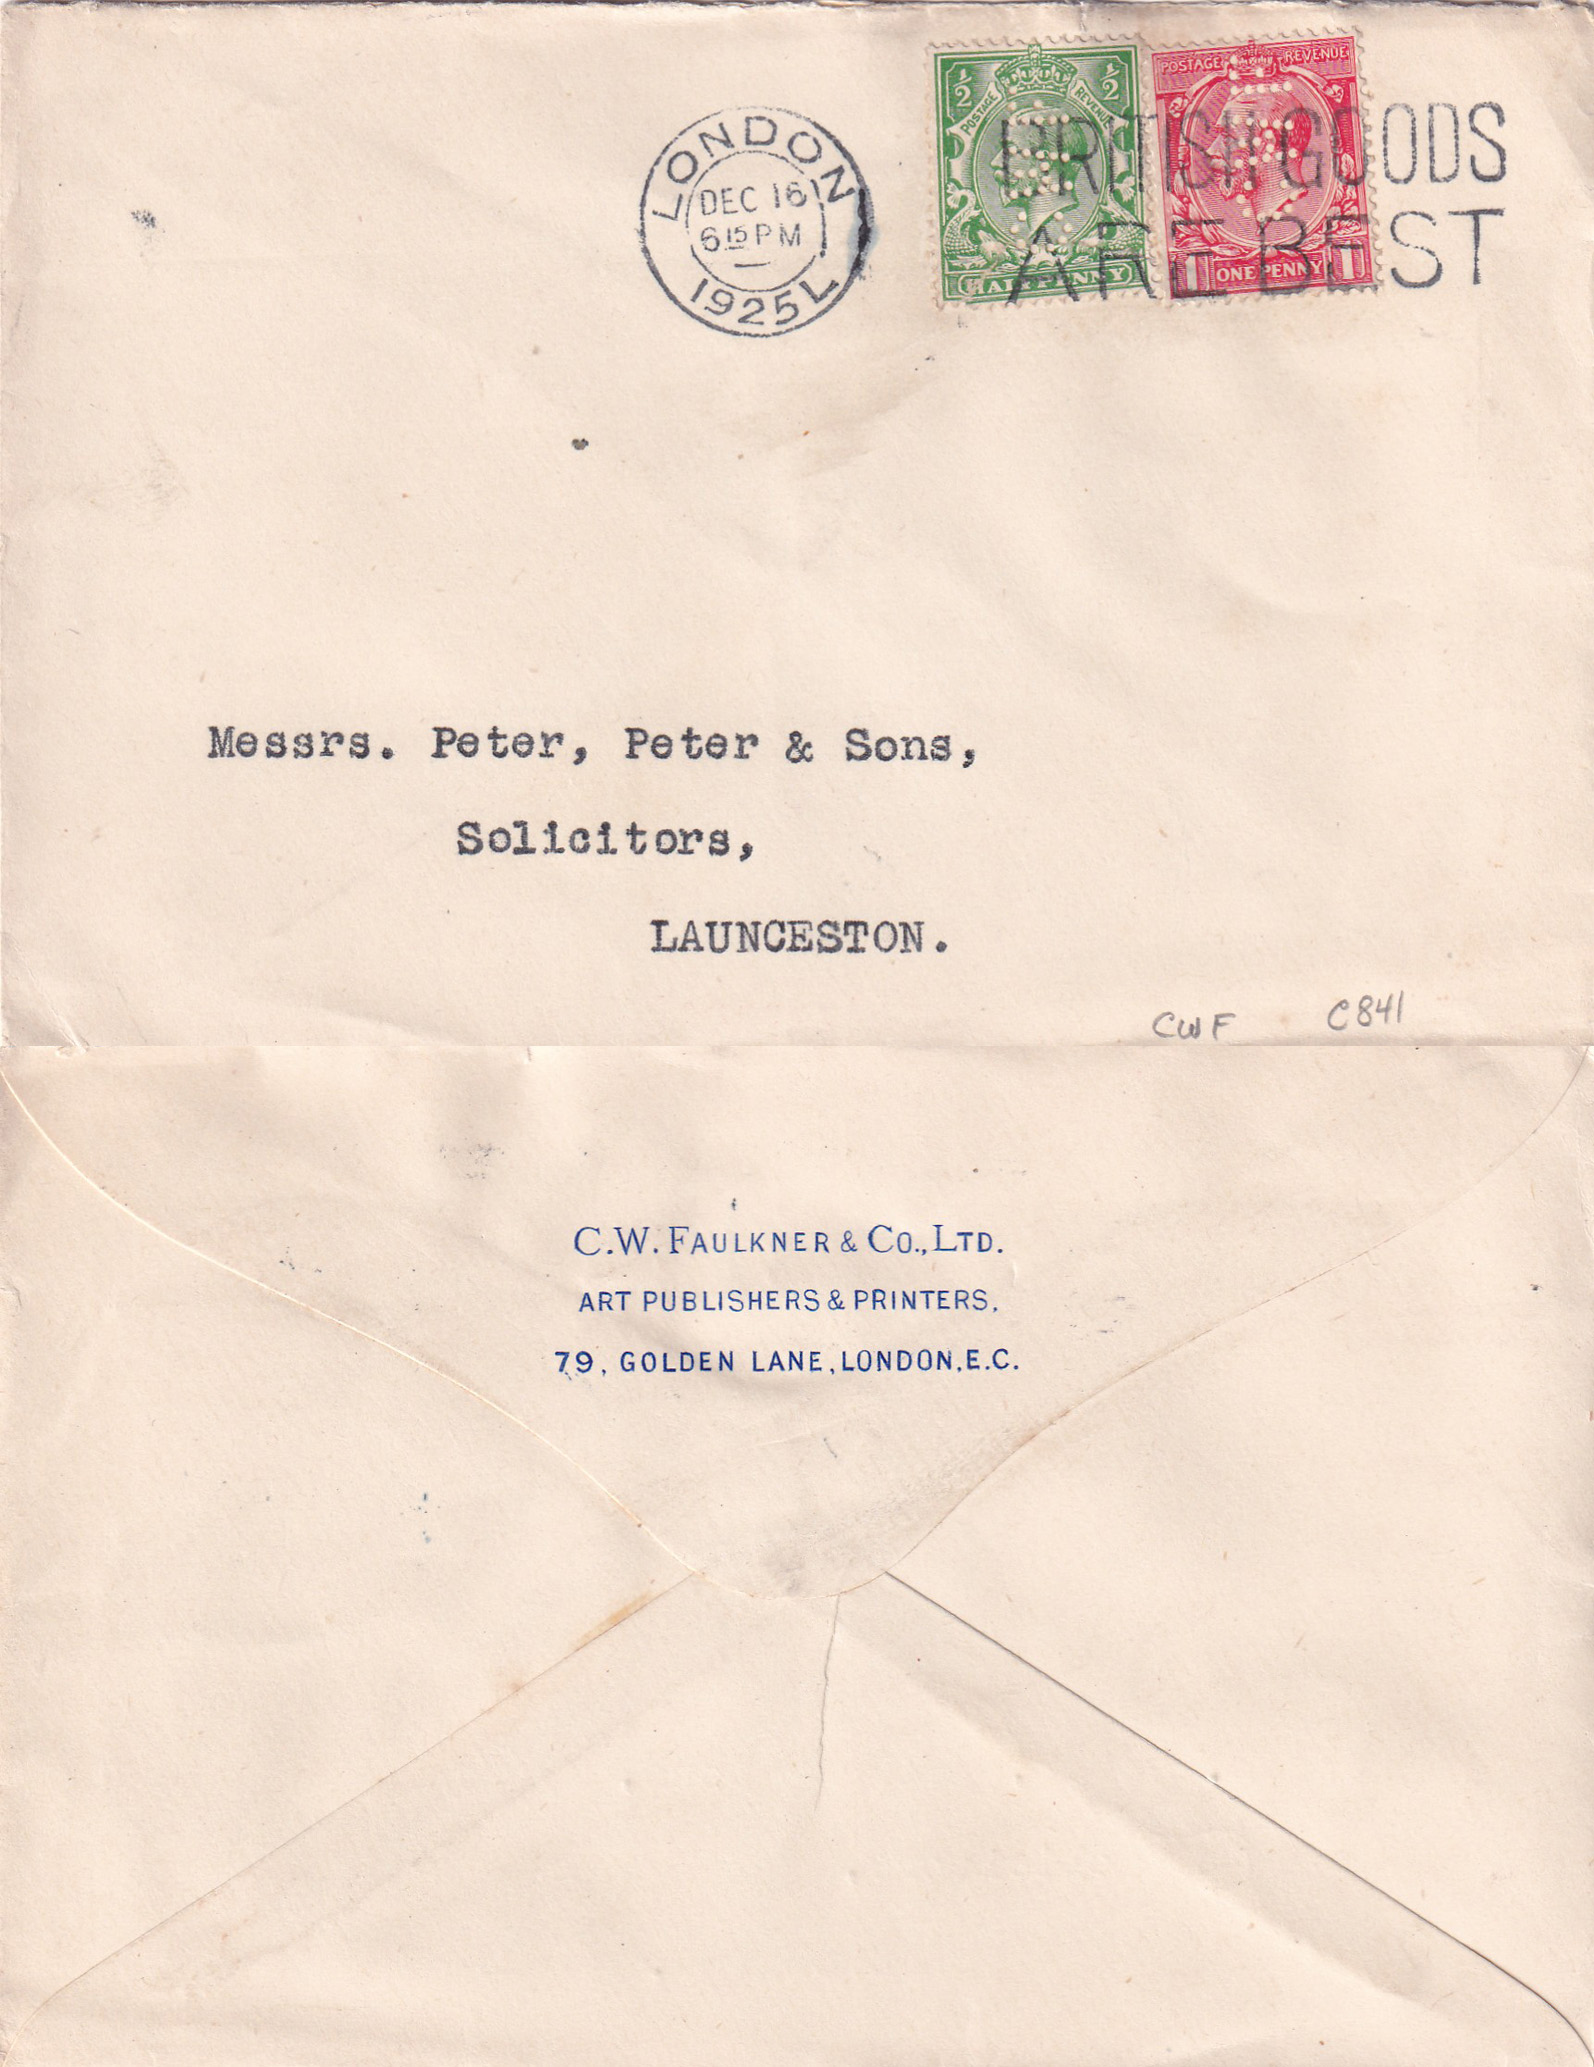 LONDON
DEC 16
6 15 PM
1925 L
½ ½
POSTAGE REVENUE
HALFPENNY
POSTAGE REVENUE
1 ONE PENNY 1
BRITISH GOODS
ARE BEST
Messrs. Peter, Peter & Sons,
Solicitors,
LAUNCESTON.
CWF C841
C.W. FAULKNER & CO., LTD.
ART PUBLISHERS & PRINTERS,
79, GOLDEN LANE, LONDON, E.C.